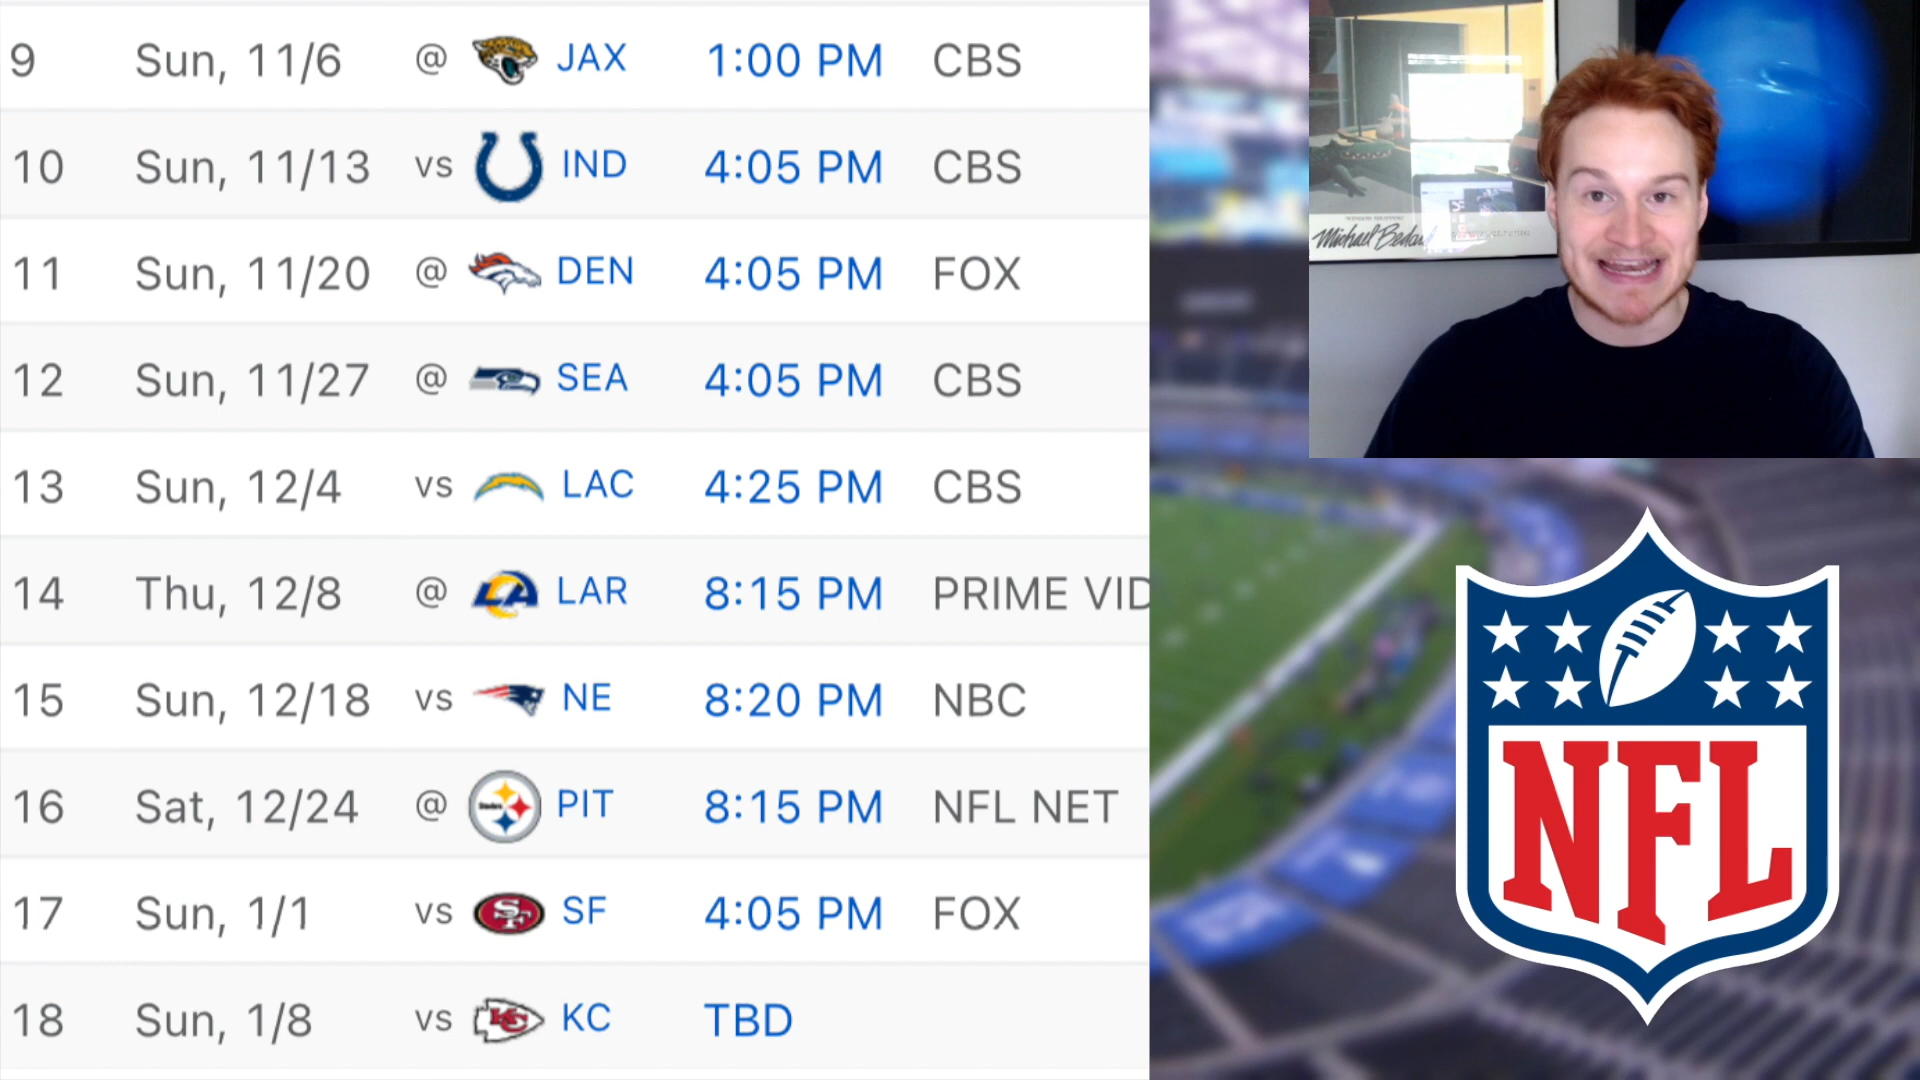 9 Sun, 11/6 @ JAX 1:00 PM CBS
10 Sun, 11/13 vs IND 4:05 PM CBS
11 Sun, 11/20 @ DEN 4:05 PM FOX
12 Sun, 11/27 @ SEA 4:05 PM CBS
13 Sun, 12/4 vs LAC 4:25 PM CBS
14 Thu, 12/8 @ LA LAR 8:15 PM PRIME VID
15 Sun, 12/18 vs NE 8:20 PM NBC
16 Sat, 12/24 @ Steelers PIT 8:15 PM NFL NET
17 Sun, 1/1 vs SF SF 4:05 PM FOX
18 Sun, 1/8 vs KC KC TBD
Michael
NFL